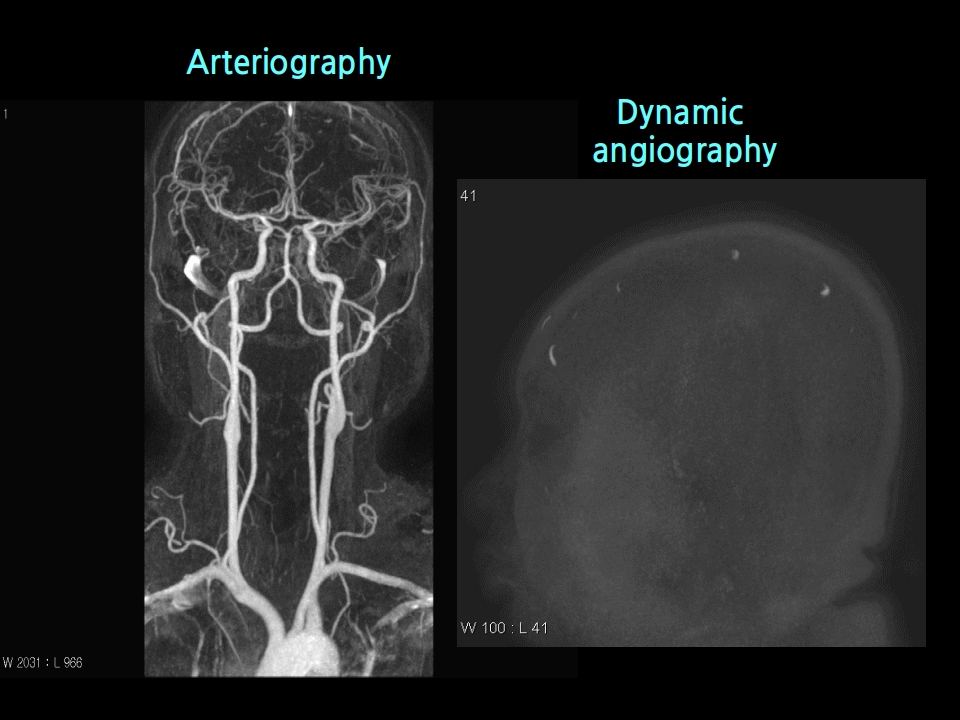 Arteriography
Dynamic
angiography
1
41
W 2031 : L 966
W 100 : L 41